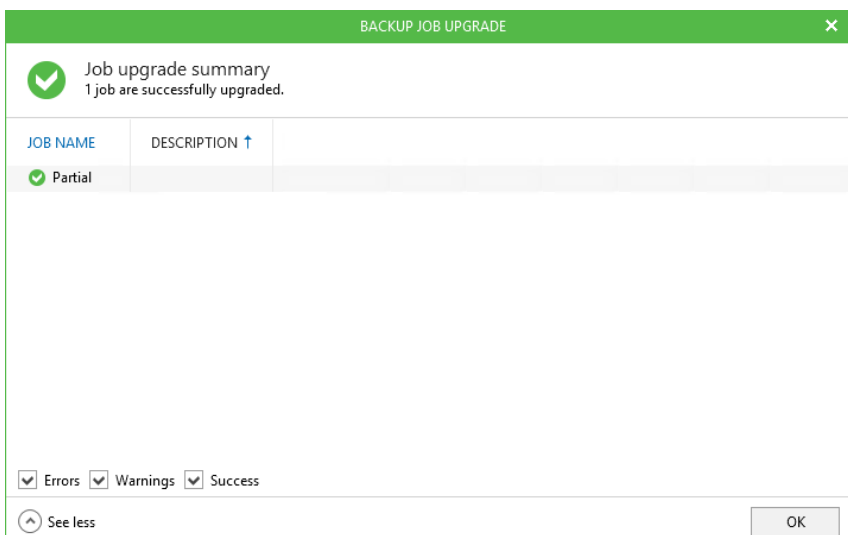 BACKUP JOB UPGRADE
Job upgrade summary
1 job are successfully upgraded.
JOB NAME DESCRIPTION
Partial
Errors Warnings Success
See less OK